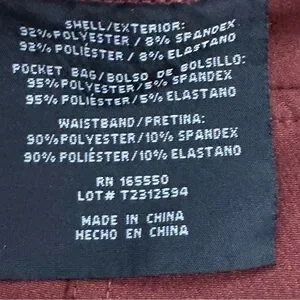 SHELL/EXTERIOR:
92% POLYESTER / 8% SPANDEX
92% POLIÉSTER / 8% ELASTANO
POCKET BAG/BOLSO DE BOLSILLO:
95% POLYESTER/5% SPANDEX
95% POLIÉSTER/5% ELASTANO
WAISTBAND/PRETINA:
90% POLYESTER/10% SPANDEX
90% POLIÉSTER/10% ELASTANO
RN 165550
LOT# T2312594
MADE IN CHINA
HECHO EN CHINA